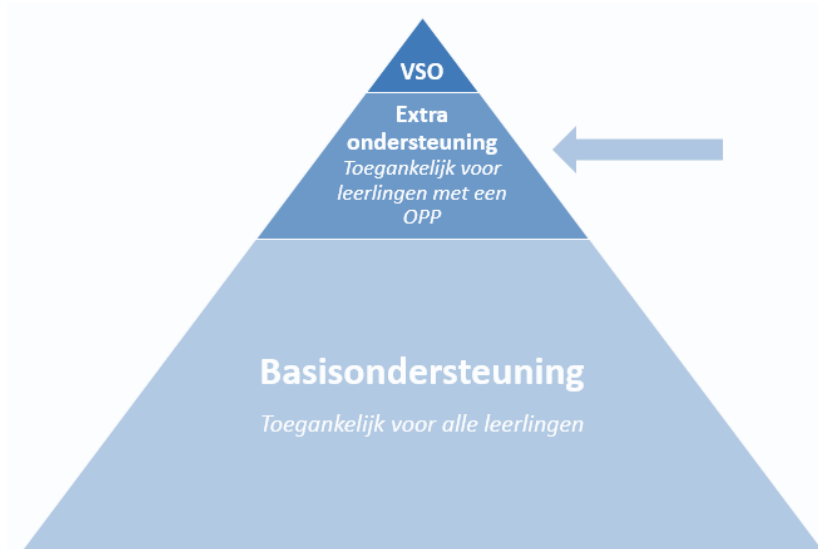 VSO
Extra
ondersteuning
Toegankelijk voor
leerlingen met een
OPP
Basisondersteuning
Toegankelijk voor alle leerlingen